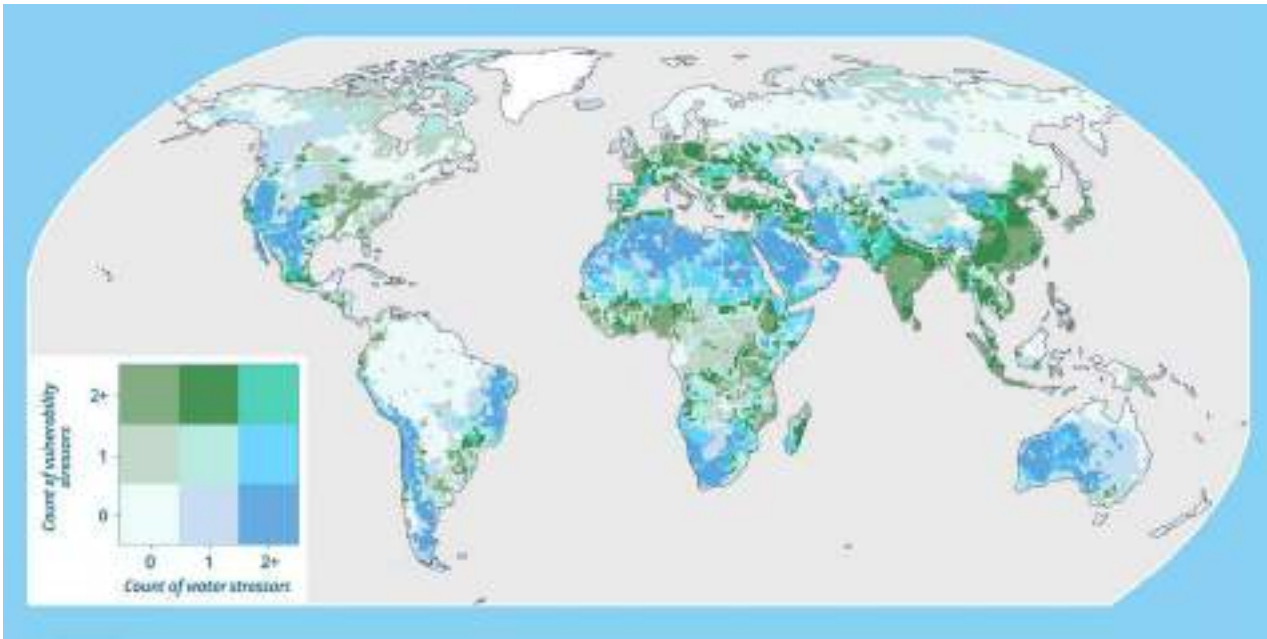 Count of vulnerability
stressors
2+
1
0
0 1 2+
Count of water stressors